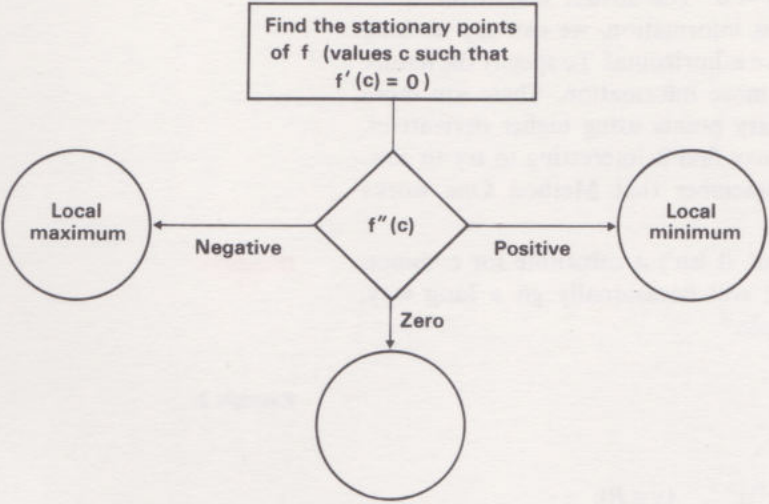 Find the stationary points
of f (values c such that
f′(c) = 0)
Local
maximum
f″(c)
Local
minimum
Negative
Positive
Zero